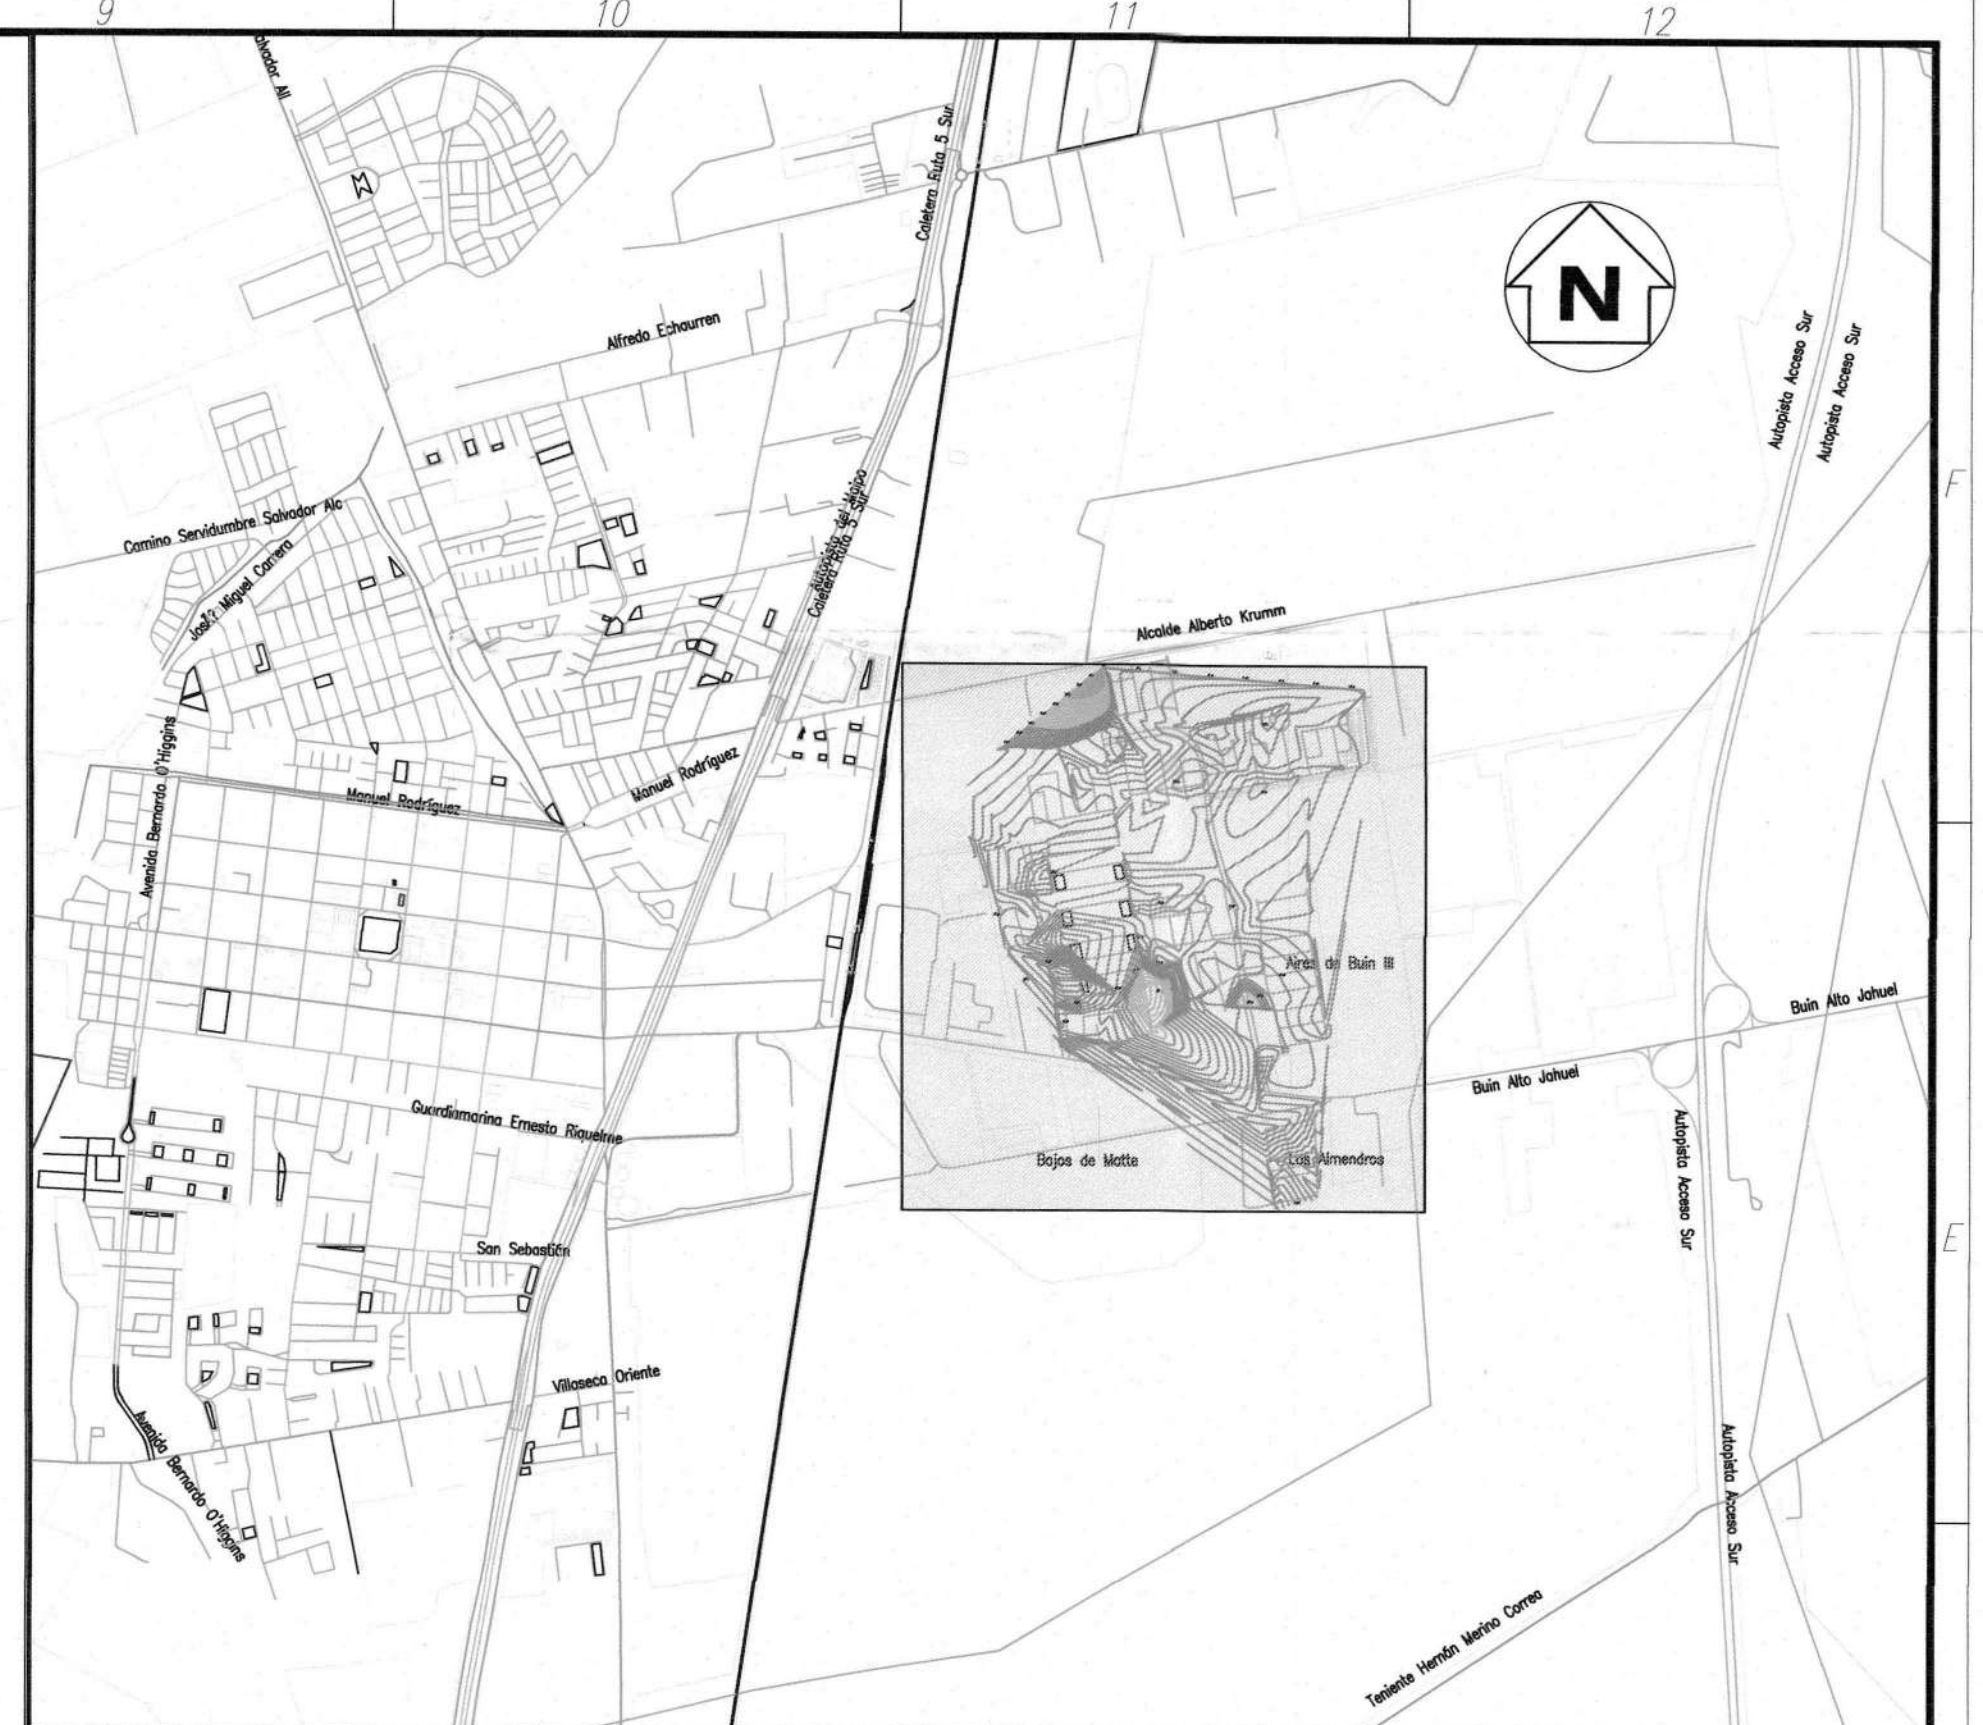 9
10
11
12
alvador All
Caletera Ruta 5 Sur
N
Alfredo Echaurren
Autopista Acceso Sur
Autopista Acceso Sur
F
Camino Servidumbre Salvador Alc
Autopista del Maipo
Caletera Ruta 5 Sur
Miguel Carrera
Alcalde Alberto Krumm
Avenida Bernardo O'Higgins
Manuel Rodríguez
Manuel Rodríguez
Aires de Buin III
Buin Alto Jahuel
Buin Alto Jahuel
Guardiamarina Ernesto Riquelme
Bajos de Matte
Los Almendros
Autopista Acceso Sur
E
San Sebastián
Villaseca Oriente
Avenida Bernardo O'Higgins
Autopista Acceso Sur
Teniente Hernán Merino Correa